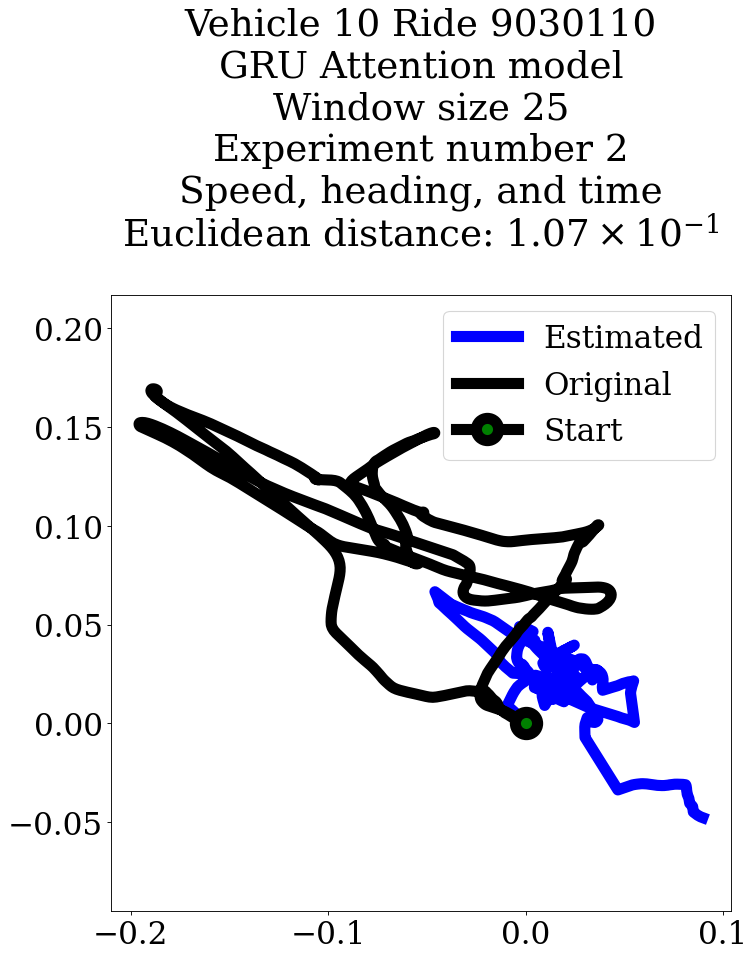 Vehicle 10 Ride 9030110
GRU Attention model
Window size 25
Experiment number 2
Speed, heading, and time
Euclidean distance: 1.07 × 10⁻¹
Estimated
Original
Start
0.20
0.15
0.10
0.05
0.00
−0.05
−0.2
−0.1
0.0
0.1